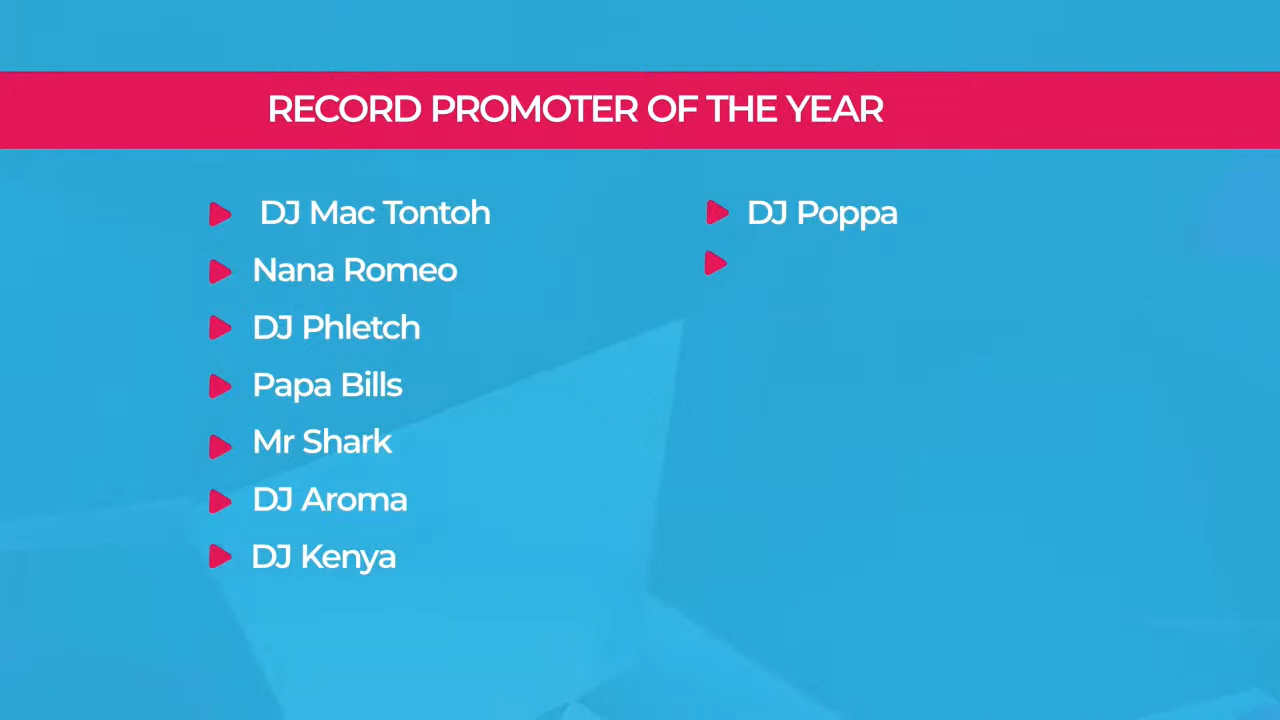 RECORD PROMOTER OF THE YEAR
DJ Mac Tontoh
Nana Romeo
DJ Phletch
Papa Bills
Mr Shark
DJ Aroma
DJ Kenya
DJ Poppa